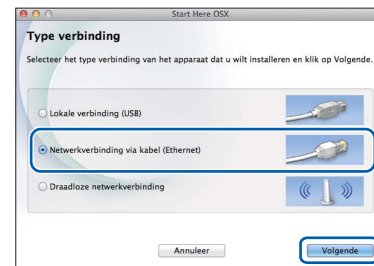 Start Here OSX
Type verbinding
Selecteer het type verbinding van het apparaat dat u wilt installeren en klik op Volgende.
Lokale verbinding (USB)
Netwerkverbinding via kabel (Ethernet)
Draadloze netwerkverbinding
Annuleer
Volgende